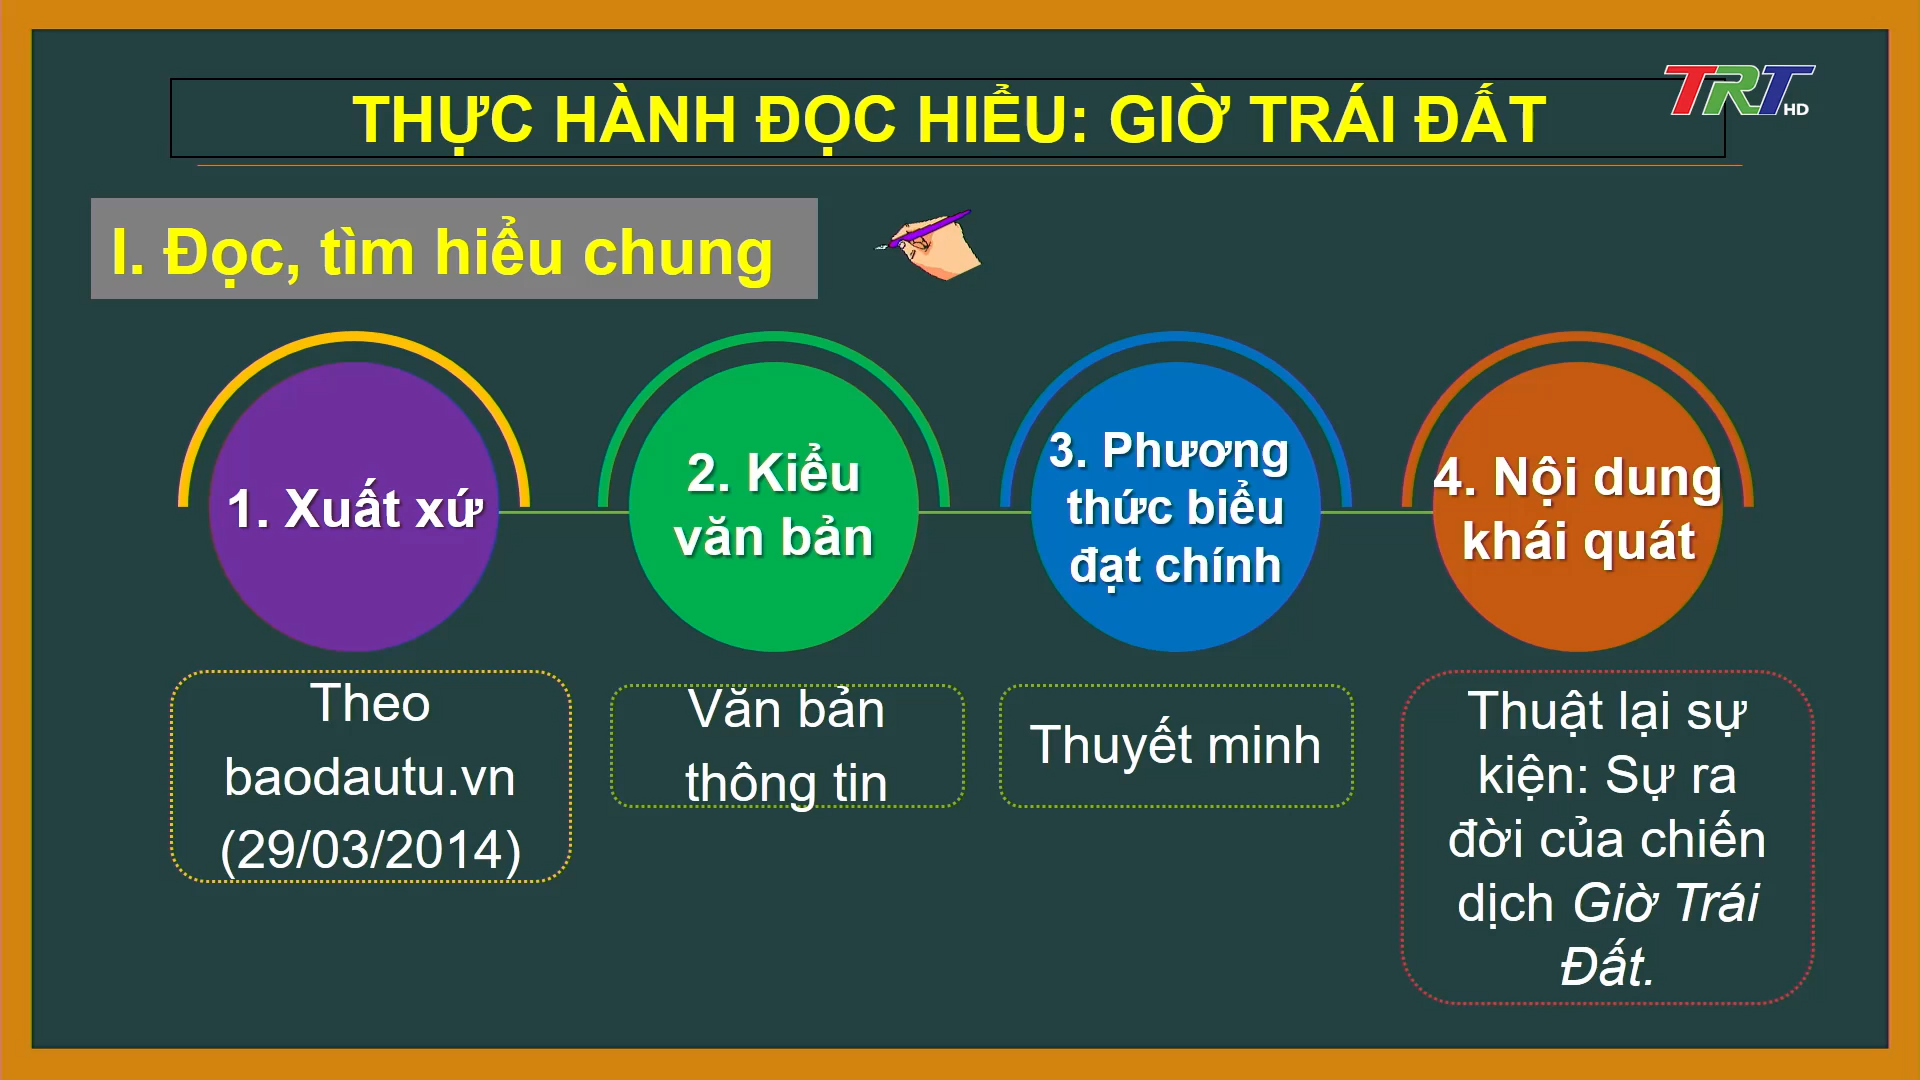 THỰC HÀNH ĐỌC HIỂU: GIỜ TRÁI ĐẤT
TRT HD
I. Đọc, tìm hiểu chung
1. Xuất xứ
2. Kiểu
văn bản
3. Phương
thức biểu
đạt chính
4. Nội dung
khái quát
Theo
baodautu.vn
(29/03/2014)
Văn bản
thông tin
Thuyết minh
Thuật lại sự
kiện: Sự ra
đời của chiến
dịch Giờ Trái
Đất.